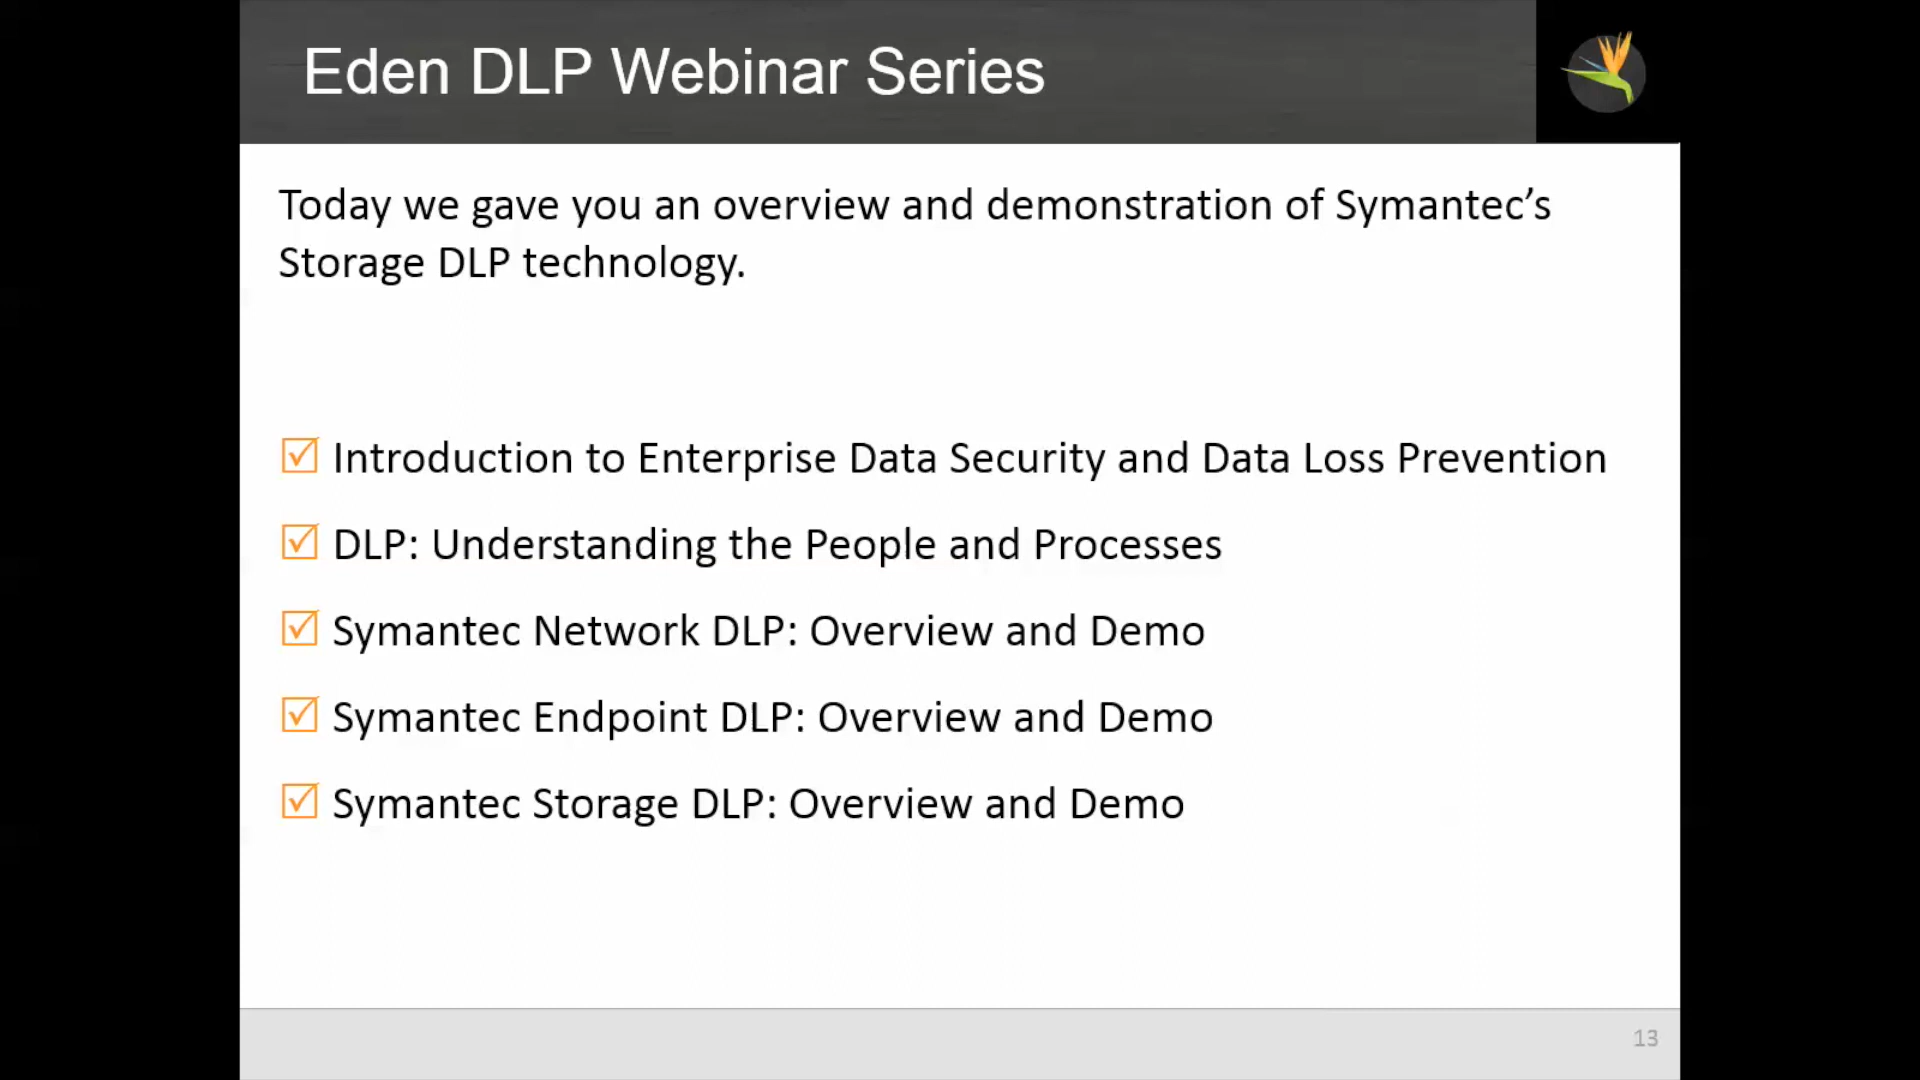 Eden DLP Webinar Series
Today we gave you an overview and demonstration of Symantec’s
Storage DLP technology.
Introduction to Enterprise Data Security and Data Loss Prevention
DLP: Understanding the People and Processes
Symantec Network DLP: Overview and Demo
Symantec Endpoint DLP: Overview and Demo
Symantec Storage DLP: Overview and Demo
13